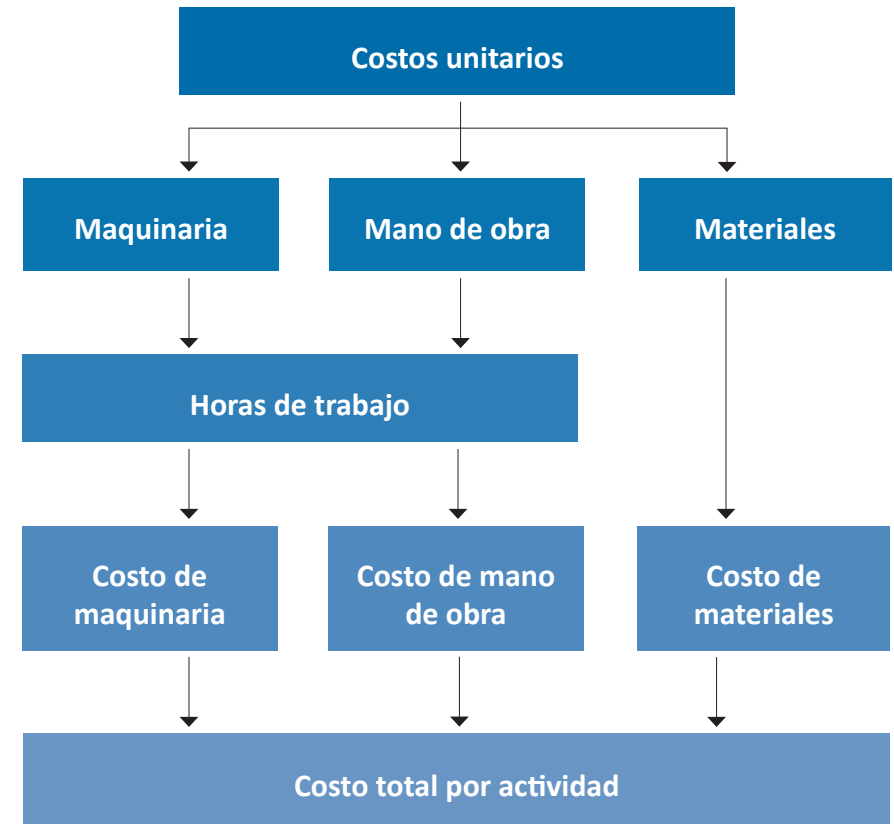 Costos unitarios
Maquinaria
Mano de obra
Materiales
Horas de trabajo
Costo de
maquinaria
Costo de mano
de obra
Costo de
materiales
Costo total por actividad